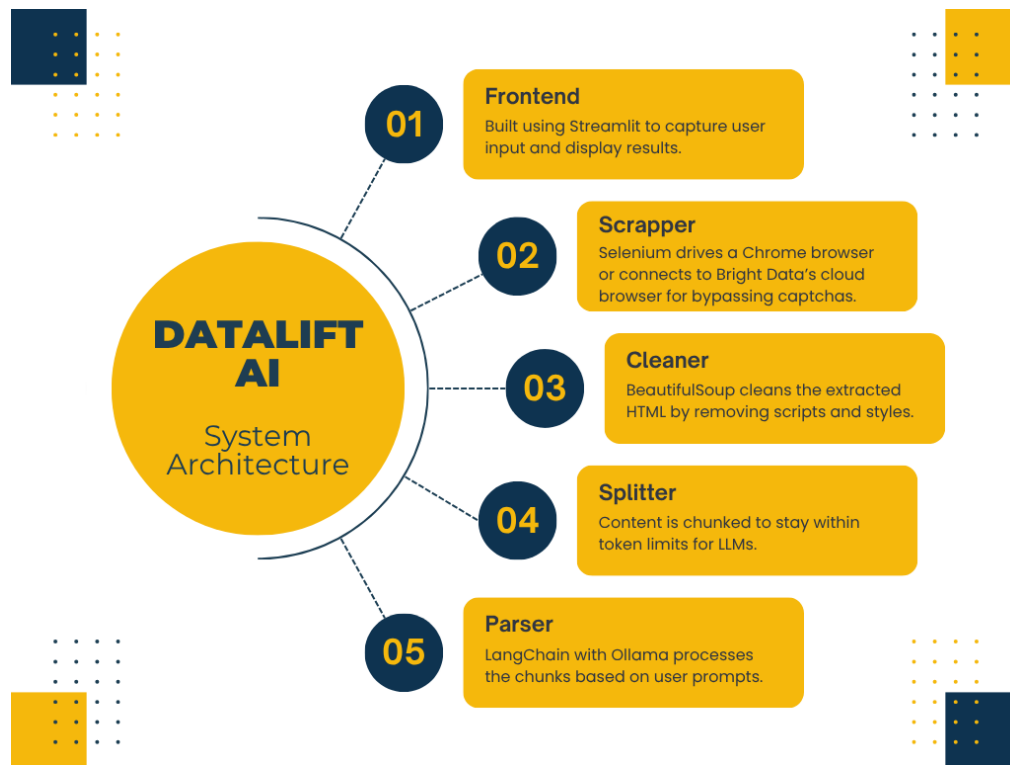 DATALIFT
AI
System
Architecture
01
Frontend
Built using Streamlit to capture user
input and display results.
02
Scrapper
Selenium drives a Chrome browser
or connects to Bright Data’s cloud
browser for bypassing captchas.
03
Cleaner
BeautifulSoup cleans the extracted
HTML by removing scripts and styles.
04
Splitter
Content is chunked to stay within
token limits for LLMs.
05
Parser
LangChain with Ollama processes
the chunks based on user prompts.